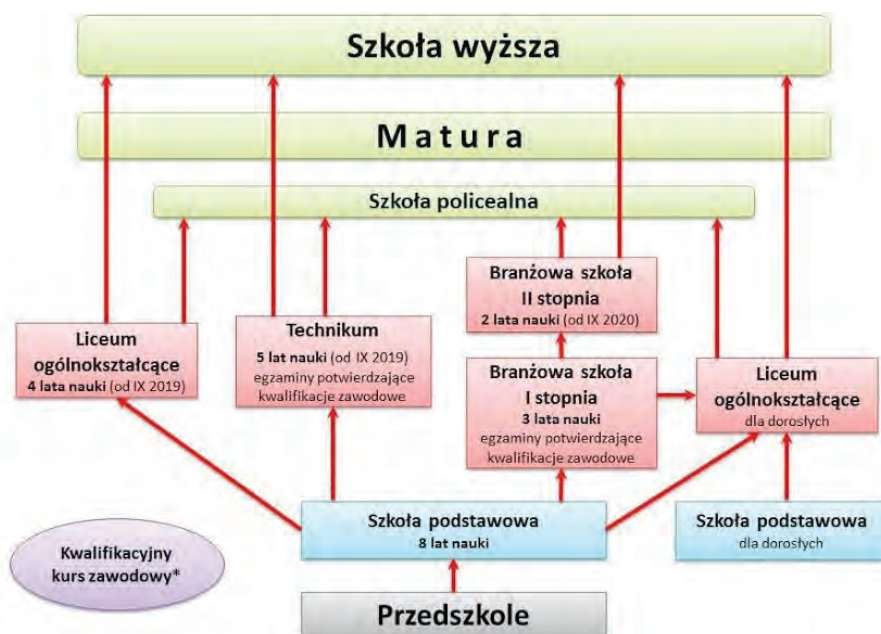 Szkoła wyższa
Matura
Szkoła policealna
Branżowa szkoła
II stopnia
2 lata nauki (od IX 2020)
Liceum
ogólnokształcące
4 lata nauki (od IX 2019)
Technikum
5 lat nauki (od IX 2019)
egzaminy potwierdzające
kwalifikacje zawodowe
Branżowa szkoła
I stopnia
3 lata nauki
egzaminy potwierdzające
kwalifikacje zawodowe
Liceum
ogólnokształcące
dla dorosłych
Szkoła podstawowa
8 lat nauki
Szkoła podstawowa
dla dorosłych
Kwalifikacyjny
kurs zawodowy*
Przedszkole